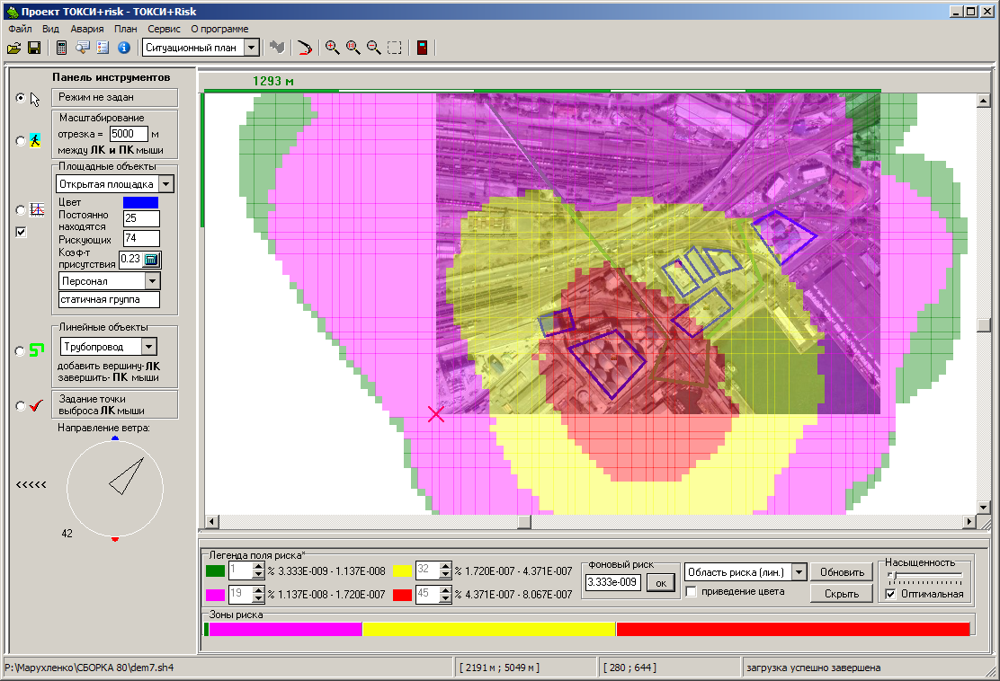 Проект ТОКСИ+risk - ТОКСИ+Risk
Файл Вид Авария План Сервис О программе
Ситуационный план
Панель инструментов
Режим не задан
Масштабирование
отрезка = 5000 м
между ЛК и ПК мыши
Площадные объекты
Открытая площадка
Цвет
Постоянно
находятся
25
Рискующих
74
Коэф-т
присутствия
0.23
Персонал
статичная группа
Линейные объекты
Трубопровод
добавить вершину-ЛК
завершить- ПК мыши
Задание точки
выброса ЛК мыши
Направление ветра:
<<<<<
42
1293 м
Легенда поля риска*
1 % 3.333E-009 - 1.137E-008
32 % 1.720E-007 - 4.371E-007
19 % 1.137E-008 - 1.720E-007
45 % 4.371E-007 - 8.067E-007
Фоновый риск
3.333e-009 ок
Область риска (лин.)
приведение цвета
Обновить
Скрыть
Насыщенность
Оптимальная
Зоны риска
P:\Марухленко\СБОРКА 80\dem7.sh4
[ 2191 м ; 5049 м ]
[ 280 ; 644 ]
загрузка успешно завершена